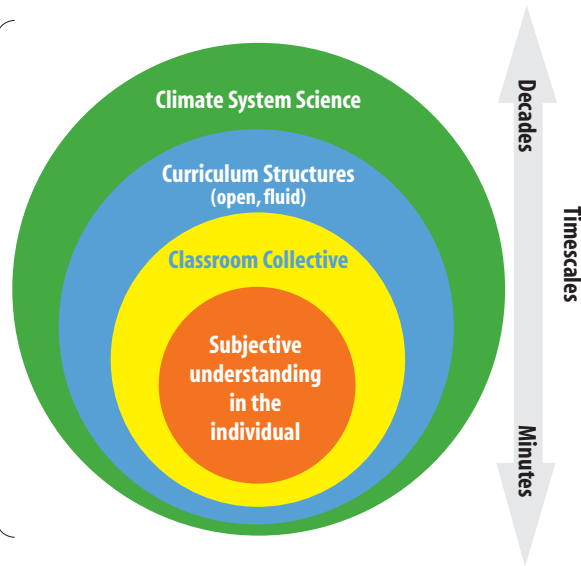 Climate System Science
Curriculum Structures
(open, fluid)
Classroom Collective
Subjective
understanding
in the
individual
Decades
Timescales
Minutes